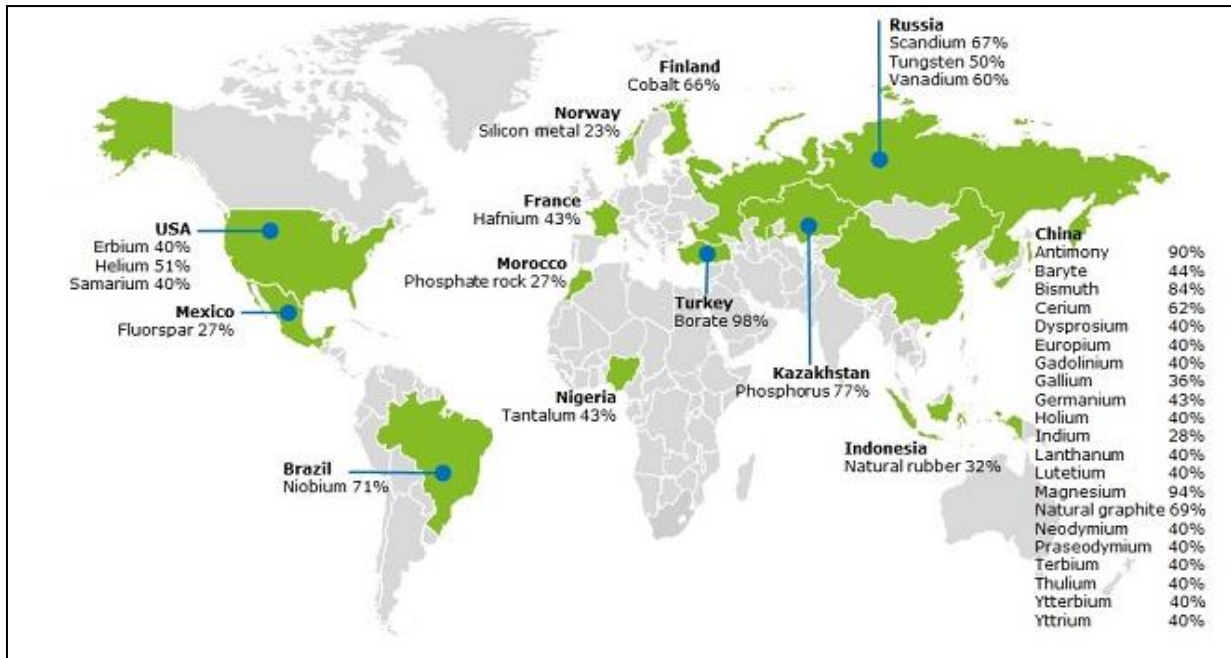 Russia
Scandium 67%
Tungsten 50%
Vanadium 60%
Finland
Cobalt 66%
Norway
Silicon metal 23%
France
Hafnium 43%
USA
Erbium 40%
Helium 51%
Samarium 40%
Morocco
Phosphate rock 27%
Mexico
Fluorspar 27%
Turkey
Borate 98%
Kazakhstan
Phosphorus 77%
Nigeria
Tantalum 43%
Indonesia
Natural rubber 32%
Brazil
Niobium 71%
China
Antimony 90%
Baryte 44%
Bismuth 84%
Cerium 62%
Dysprosium 40%
Europium 40%
Gadolinium 40%
Gallium 36%
Germanium 43%
Holium 40%
Indium 28%
Lanthanum 40%
Lutetium 40%
Magnesium 94%
Natural graphite 69%
Neodymium 40%
Praseodymium 40%
Terbium 40%
Thulium 40%
Ytterbium 40%
Yttrium 40%